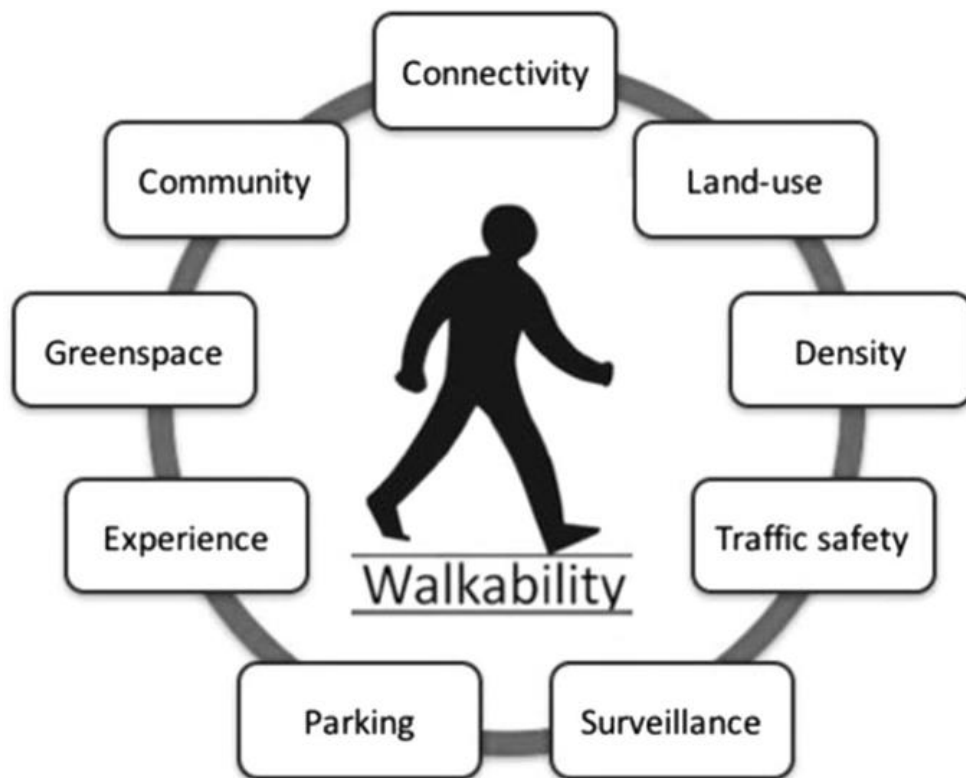 Connectivity
Land-use
Density
Traffic safety
Surveillance
Parking
Experience
Greenspace
Community
Walkability